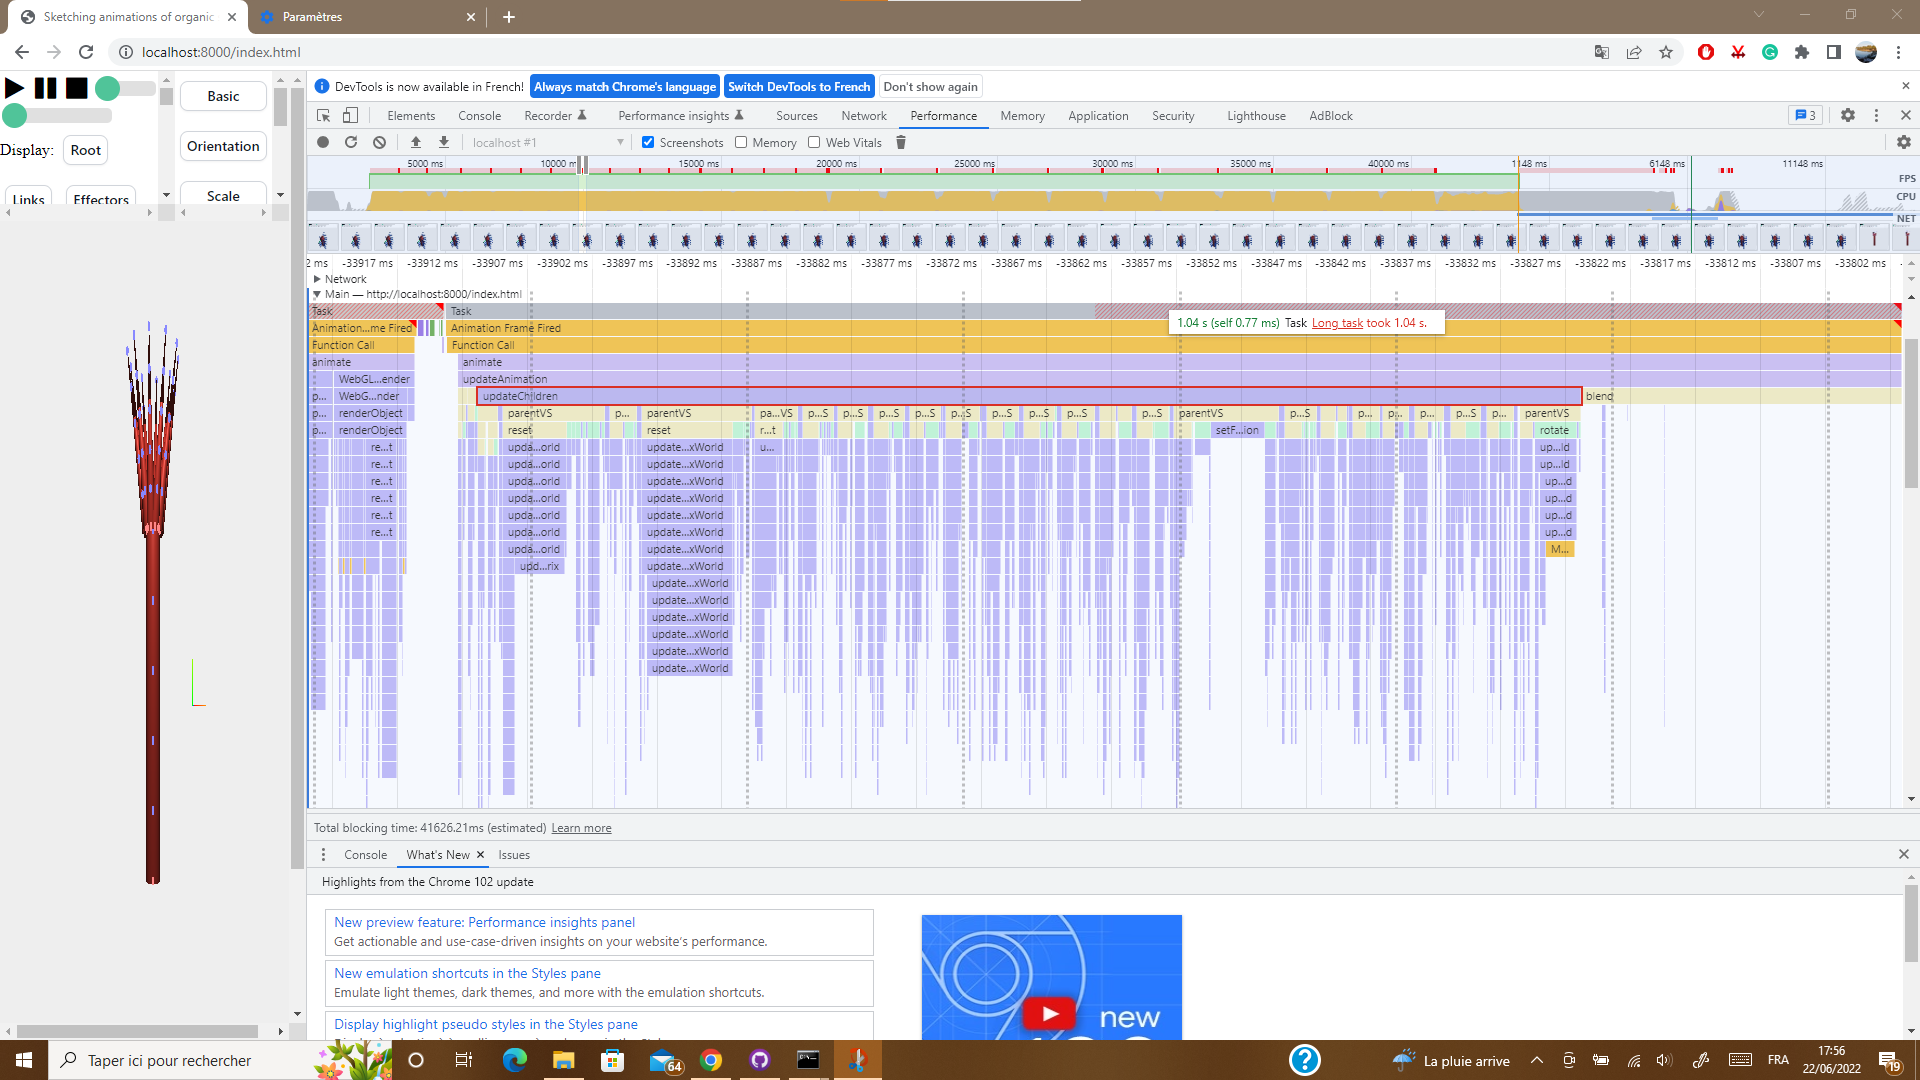 Sketching animations of organic
Paramètres
localhost:8000/index.html
Basic
Orientation
Display: Root
Scale
Links Effectors
DevTools is now available in French! Always match Chrome's language Switch DevTools to French Don't show again
Elements Console Recorder Performance insights Sources Network Performance Memory Application Security Lighthouse AdBlock 3
localhost #1 Screenshots Memory Web Vitals
5000 ms 10000 m 15000 ms 20000 ms 25000 ms 30000 ms 35000 ms 40000 ms 1148 ms 6148 ms 11148 ms
FPS
CPU
NET
2 ms -33917 ms -33912 ms -33907 ms -33902 ms -33897 ms -33892 ms -33887 ms -33882 ms -33877 ms -33872 ms -33867 ms -33862 ms -33857 ms -33852 ms -33847 ms -33842 ms -33837 ms -33832 ms -33827 ms -33822 ms -33817 ms -33812 ms -33807 ms -33802 ms
Network
Main — http://localhost:8000/index.html
Task Task
1.04 s (self 0.77 ms) Task Long task took 1.04 s.
Animation...me Fired Animation Frame Fired
Function Call Function Call
animate animate
WebGL...ender updateAnimation
p... WebG...nder updateChildren blend
p... renderObject parentVS p... parentVS pa...VS p...S p...S p...S p...S p...S p...S p...S p...S p...S parentVS p...S p... p... p... p...S p... parentVS
p... renderObject reset reset r...t setF...ion rotate
re...t upda...orld update...xWorld u... up...ld
re...t upda...orld update...xWorld up...ld
re...t upda...orld update...xWorld up...d
re...t upda...orld update...xWorld up...d
re...t upda...orld update...xWorld up...d
re...t upda...orld update...xWorld up...d
upda...orld update...xWorld M...
upd...rix update...xWorld
update...xWorld
update...xWorld
update...xWorld
update...xWorld
update...xWorld
update...xWorld
Total blocking time: 41626.21ms (estimated) Learn more
Console What's New Issues
Highlights from the Chrome 102 update
New preview feature: Performance insights panel
Get actionable and use-case-driven insights on your website's performance.
New emulation shortcuts in the Styles pane
Emulate light themes, dark themes, and more with the emulation shortcuts.
Display highlight pseudo styles in the Styles pane
new
Taper ici pour rechercher
64
La pluie arrive
FRA
17:56
22/06/2022
19